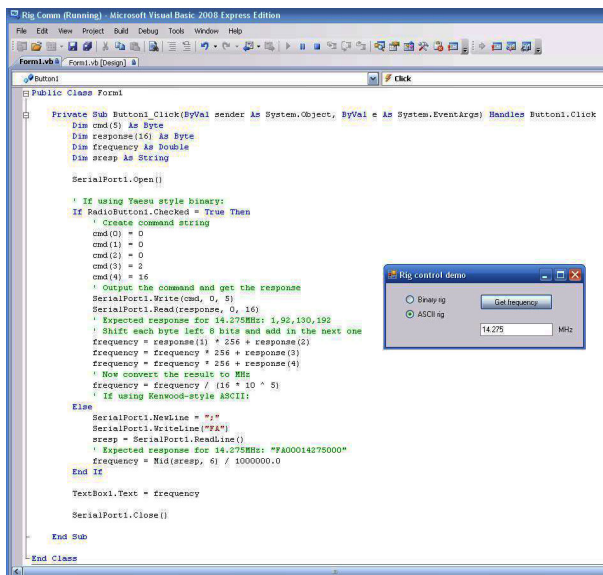 Rig Comm (Running) - Microsoft Visual Basic 2008 Express Edition
File Edit View Project Build Debug Tools Window Help
Form1.vb Form1.vb [Design]
Button1 Click
Public Class Form1
Private Sub Button1_Click(ByVal sender As System.Object, ByVal e As System.EventArgs) Handles Button1.Click
Dim cmd(5) As Byte
Dim response(16) As Byte
Dim frequency As Double
Dim sresp As String
SerialPort1.Open()
' If using Yaesu style binary:
If RadioButton1.Checked = True Then
' Create command string
cmd(0) = 0
cmd(1) = 0
cmd(2) = 0
cmd(3) = 2
cmd(4) = 16
' Output the command and get the response
SerialPort1.Write(cmd, 0, 5)
SerialPort1.Read(response, 0, 16)
' Expected response for 14.275MHz: 1,92,130,192
' Shift each byte left 8 bits and add in the next one
frequency = response(1) * 256 + response(2)
frequency = frequency * 256 + response(3)
frequency = frequency * 256 + response(4)
' Now convert the result to MHz
frequency = frequency / (16 * 10 ^ 5)
' If using Kenwood-style ASCII:
Else
SerialPort1.NewLine = ";"
SerialPort1.WriteLine("FA")
sresp = SerialPort1.ReadLine()
' Expected response for 14.275MHz: "FA00014275000"
frequency = Mid(sresp, 6) / 1000000.0
End If
TextBox1.Text = frequency
SerialPort1.Close()
End Sub
End Class
Rig control demo
Binary rig Get frequency
ASCII rig
14.275 MHz